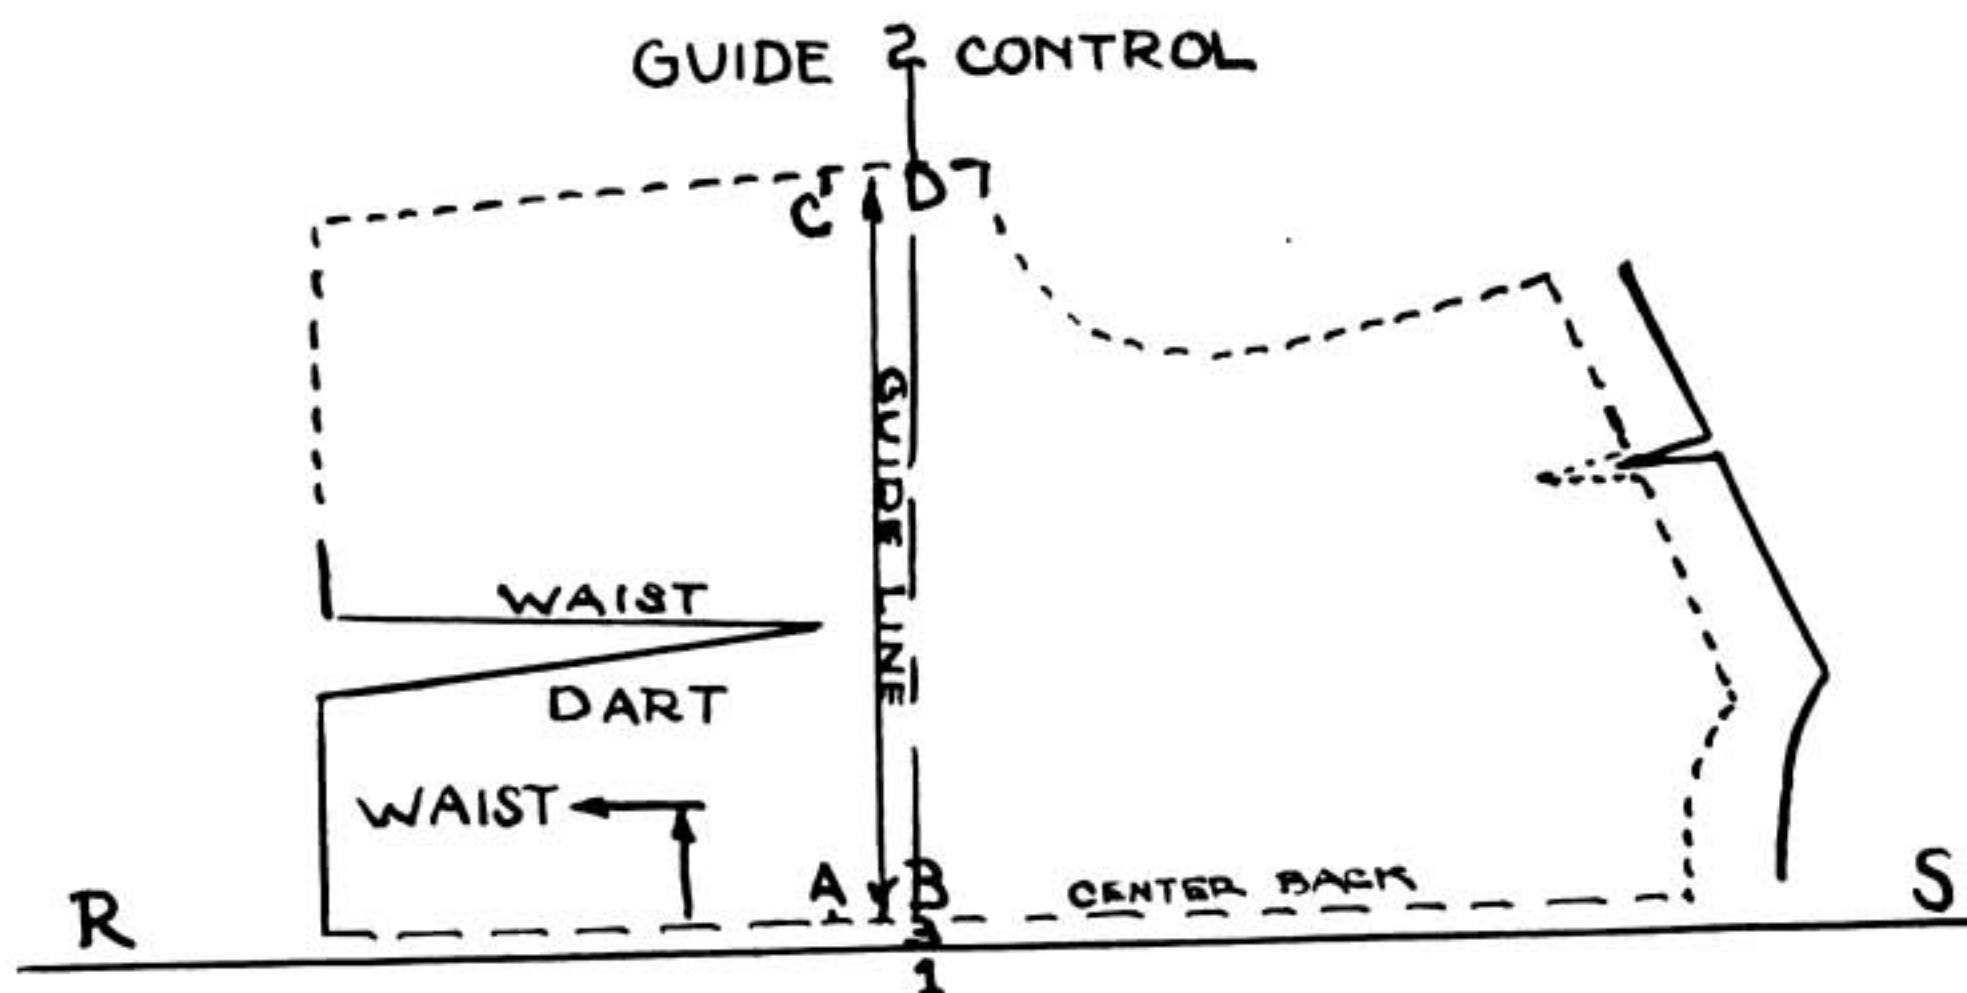 GUIDE 2 CONTROL
C D
GUIDE LINE
WAIST
DART
WAIST
A B
CENTER BACK
R
S
3
1